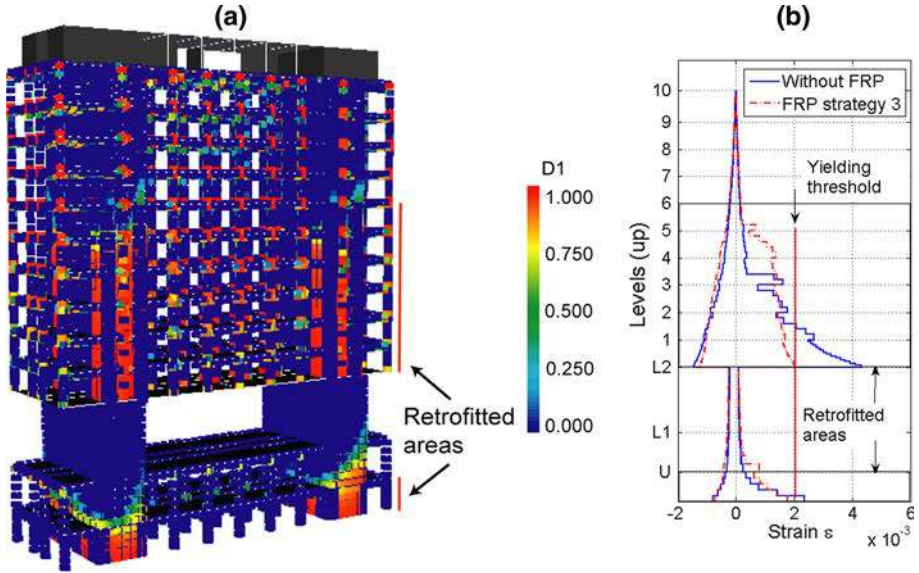 (a)
D1
1.000
0.750
0.500
0.250
0.000
Retrofitted
areas
(b)
Without FRP
FRP strategy 3
Yielding
threshold
Levels (up)
10
9
8
7
6
5
4
3
2
1
L2
L1
U
Retrofitted
areas
-2
0
2
4
6
Strain ε
x 10-3